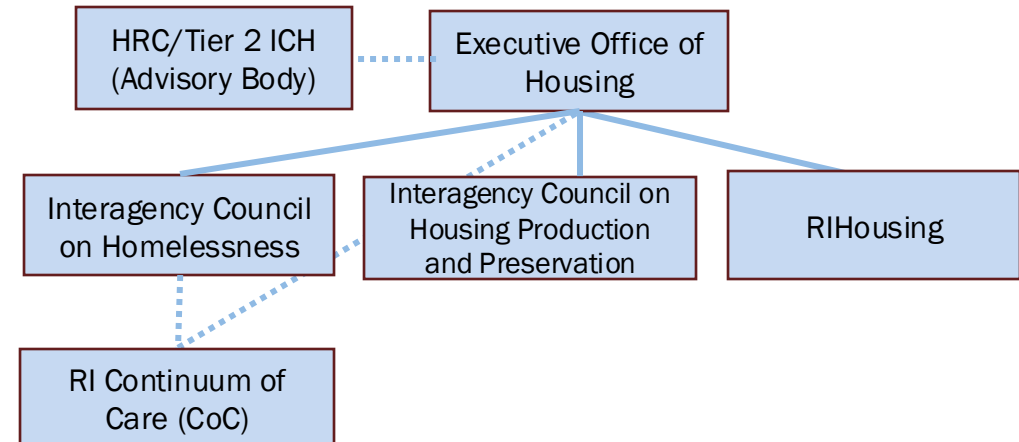 HRC/Tier 2 ICH
(Advisory Body)
Executive Office of
Housing
Interagency Council
on Homelessness
Interagency Council on
Housing Production
and Preservation
RIHousing
RI Continuum of
Care (CoC)